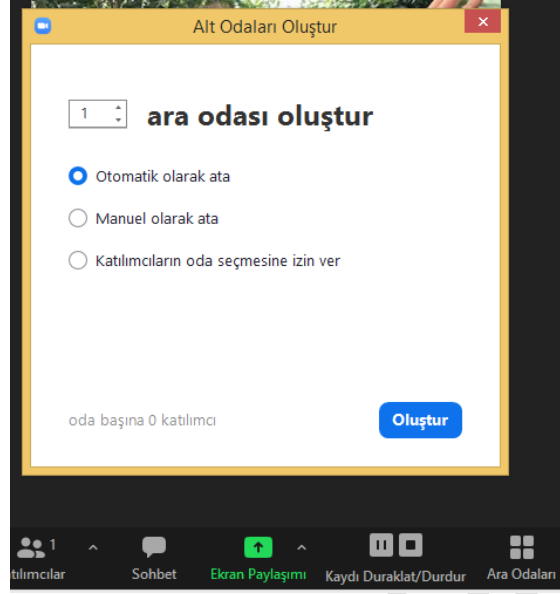 Alt Odaları Oluştur
1 ara odası oluştur
Otomatik olarak ata
Manuel olarak ata
Katılımcıların oda seçmesine izin ver
oda başına 0 katılımcı Oluştur
1
tılımcılar Sohbet Ekran Paylaşımı Kaydı Duraklat/Durdur Ara Odaları